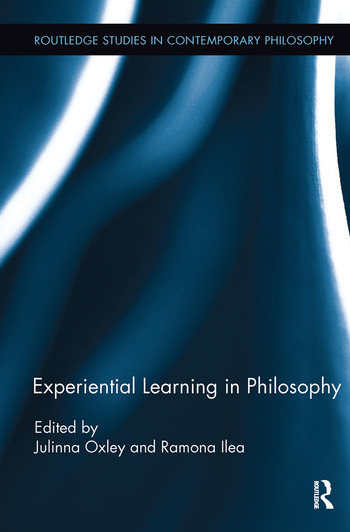 ROUTLEDGE STUDIES IN CONTEMPORARY PHILOSOPHY
Experiential Learning in Philosophy
Edited by
Julinna Oxley and Ramona Ilea
ROUTLEDGE